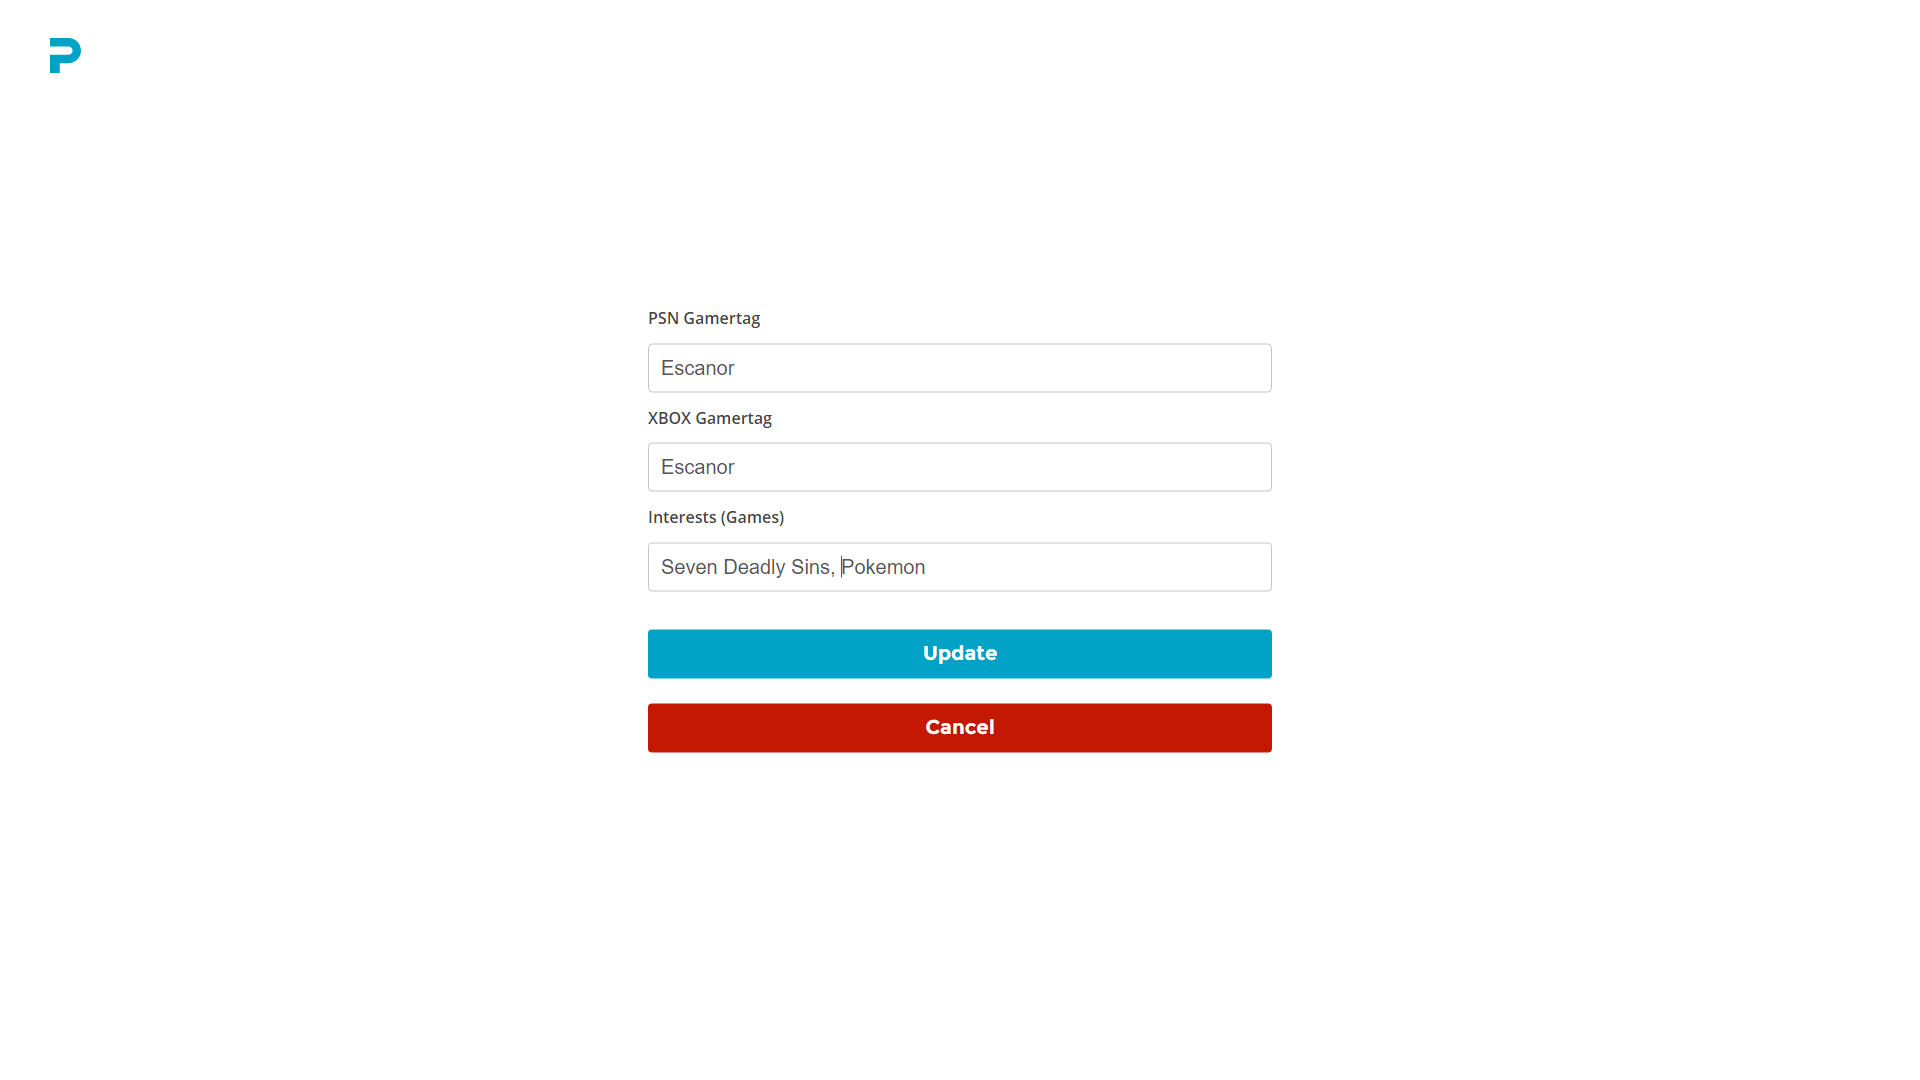 PSN Gamertag
Escanor
XBOX Gamertag
Escanor
Interests (Games)
Seven Deadly Sins, Pokemon
Update
Cancel